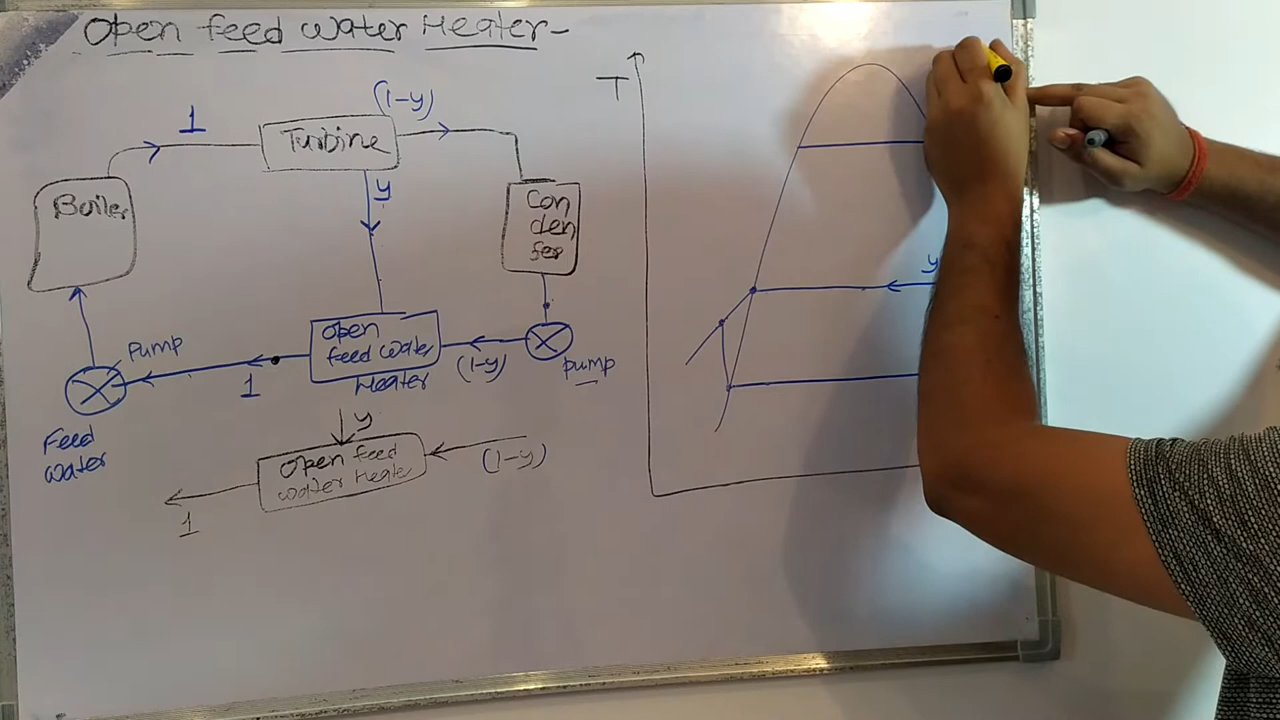 Open feed water Heater-
(1-y)
1
Turbine
y
Boiler
Con
den
ser
Open
feed water
Heater
Pump
1
(1-y)
pump
Feed
water
y
Open feed
water Heater
(1-y)
1
T
y